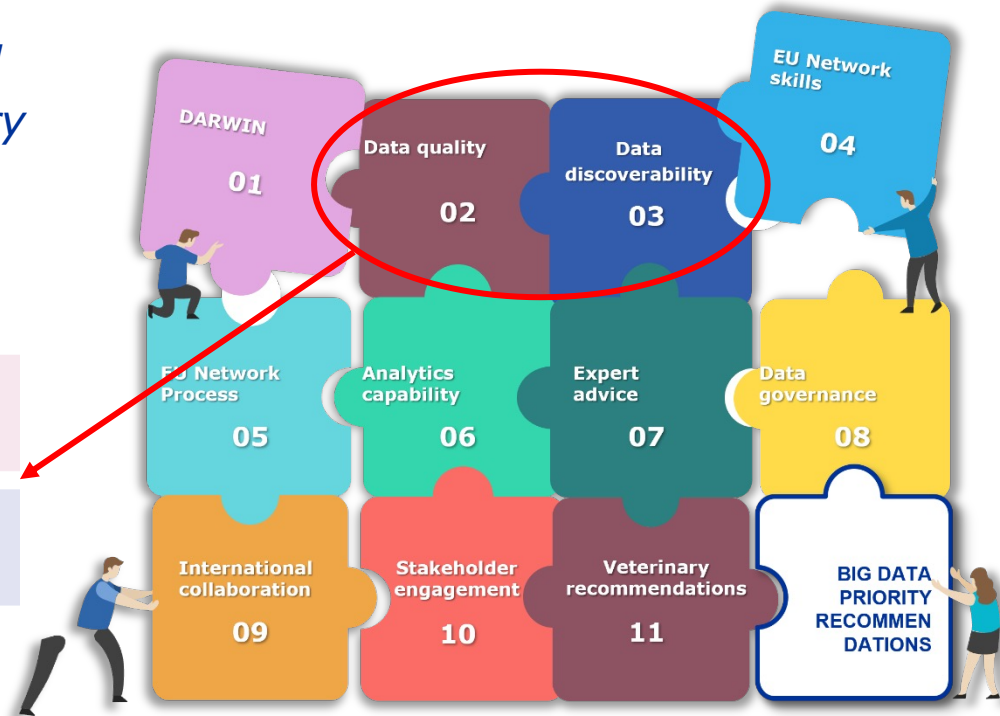 ty
DARWIN
01
Data quality
02
Data
discoverability
03
EU Network
skills
04
EU Network
Process
05
Analytics
capability
06
Expert
advice
07
Data
governance
08
International
collaboration
09
Stakeholder
engagement
10
Veterinary
recommendations
11
BIG DATA
PRIORITY
RECOMMEN
DATIONS